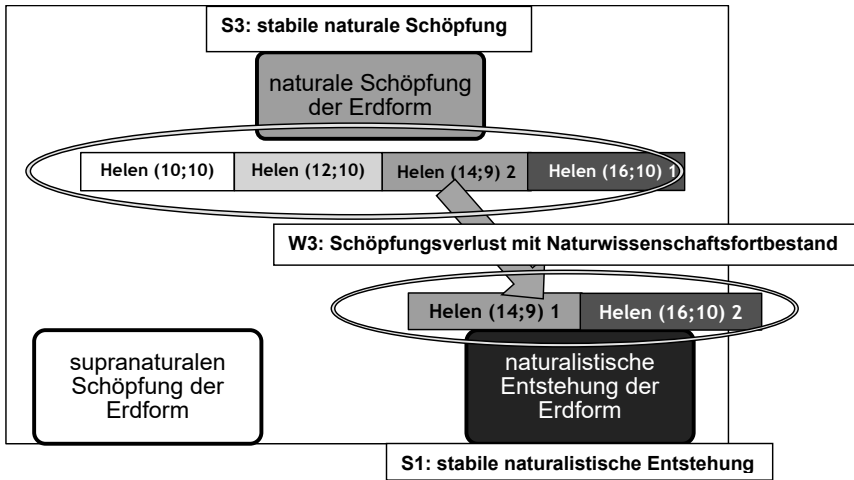 S3: stabile naturale Schöpfung
naturale Schöpfung
der Erdform
Helen (10;10) Helen (12;10) Helen (14;9) 2 Helen (16;10) 1
W3: Schöpfungsverlust mit Naturwissenschaftsfortbestand
Helen (14;9) 1 Helen (16;10) 2
supranaturalen
Schöpfung der
Erdform
naturalistische
Entstehung der
Erdform
S1: stabile naturalistische Entstehung